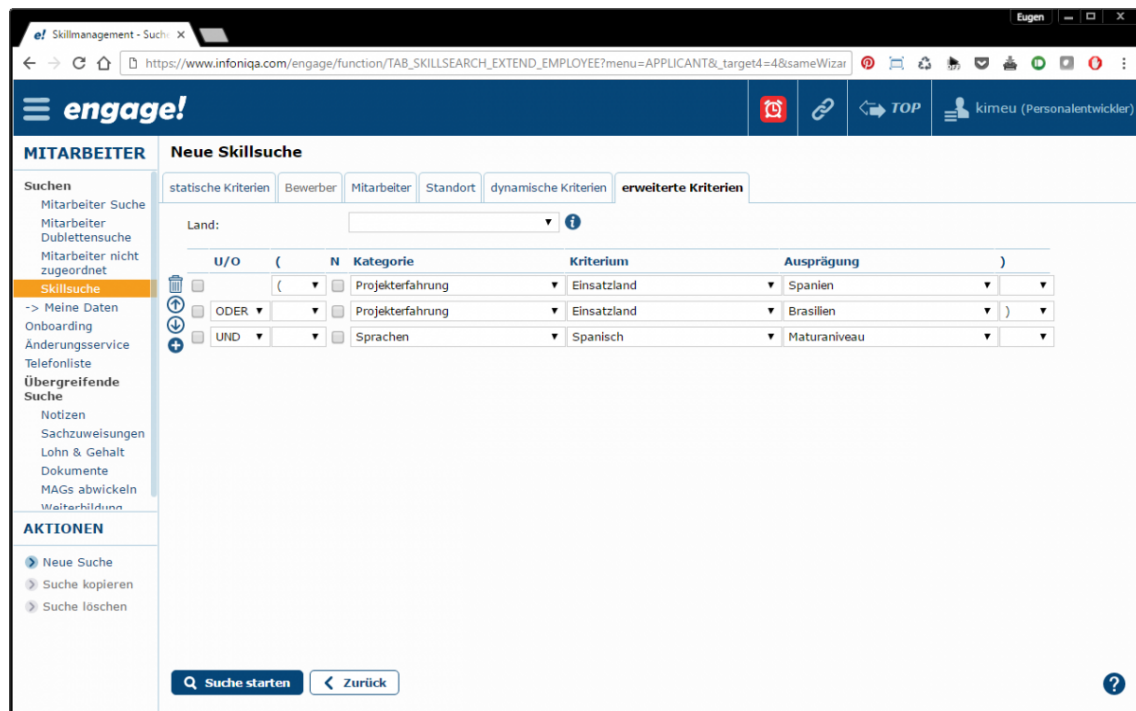 Eugen
e! Skillmanagement - Suche
https://www.infoniqa.com/engage/function/TAB_SKILLSEARCH_EXTEND_EMPLOYEE?menu=APPLICANT&_target4=4&sameWizar
engage!
TOP
kimeu (Personalentwickler)
MITARBEITER
Neue Skillsuche
Suchen
Mitarbeiter Suche
Mitarbeiter
Dublettensuche
Mitarbeiter nicht
zugeordnet
Skillsuche
-> Meine Daten
Onboarding
Änderungsservice
Telefonliste
Übergreifende
Suche
Notizen
Sachzuweisungen
Lohn & Gehalt
Dokumente
MAGs abwickeln
Weiterbildung
AKTIONEN
Neue Suche
Suche kopieren
Suche löschen
statische Kriterien Bewerber Mitarbeiter Standort dynamische Kriterien erweiterte Kriterien
Land:
U/O ( N Kategorie Kriterium Ausprägung )
( Projekterfahrung Einsatzland Spanien
ODER Projekterfahrung Einsatzland Brasilien )
UND Sprachen Spanisch Maturaniveau
Suche starten Zurück
?